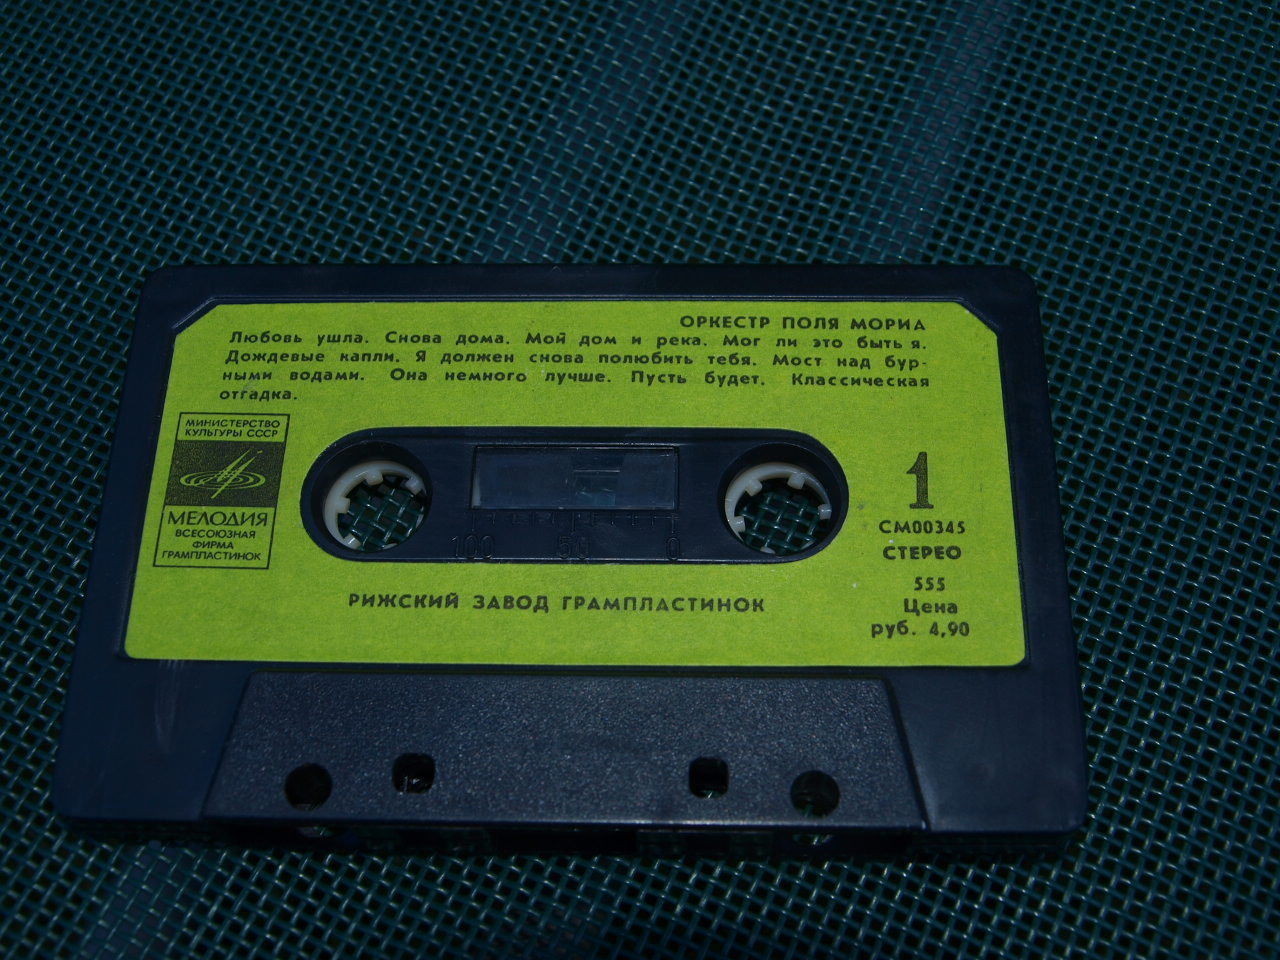 ОРКЕСТР ПОЛЯ МОРИА
Любовь ушла. Снова дома. Мой дом и река. Мог ли это быть я.
Дождевые капли. Я должен снова полюбить тебя. Мост над бур-
ными водами. Она немного лучше. Пусть будет. Классическая
отгадка.
МИНИСТЕРСТВО
КУЛЬТУРЫ СССР
МЕЛОДИЯ
ВСЕСОЮЗНАЯ
ФИРМА
ГРАМПЛАСТИНОК
1
СМ00345
СТЕРЕО
100 50 0
555
Цена
руб. 4,90
РИЖСКИЙ ЗАВОД ГРАМПЛАСТИНОК